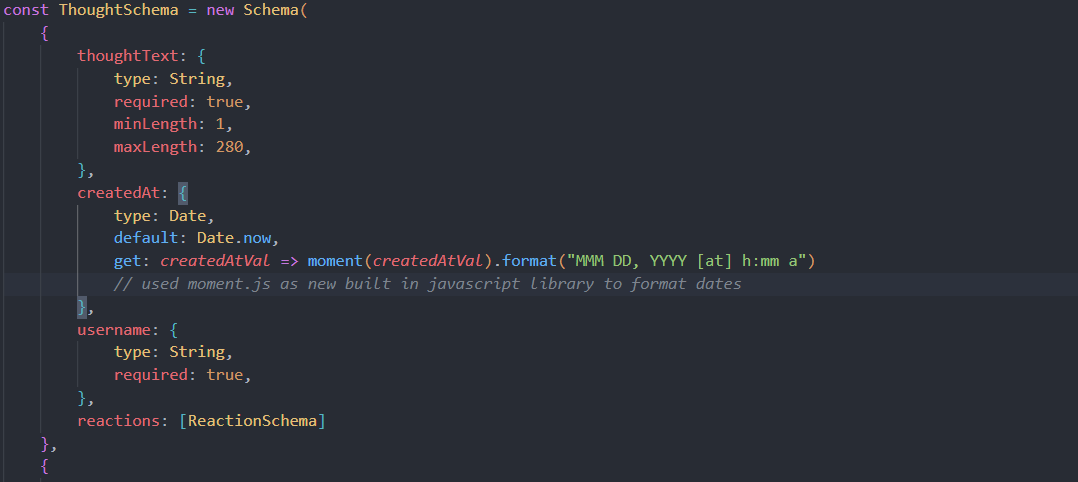 const ThoughtSchema = new Schema(
{
thoughtText: {
type: String,
required: true,
minLength: 1,
maxLength: 280,
},
createdAt: {
type: Date,
default: Date.now,
get: createdAtVal => moment(createdAtVal).format("MMM DD, YYYY [at] h:mm a")
// used moment.js as new built in javascript library to format dates
},
username: {
type: String,
required: true,
},
reactions: [ReactionSchema]
},
{